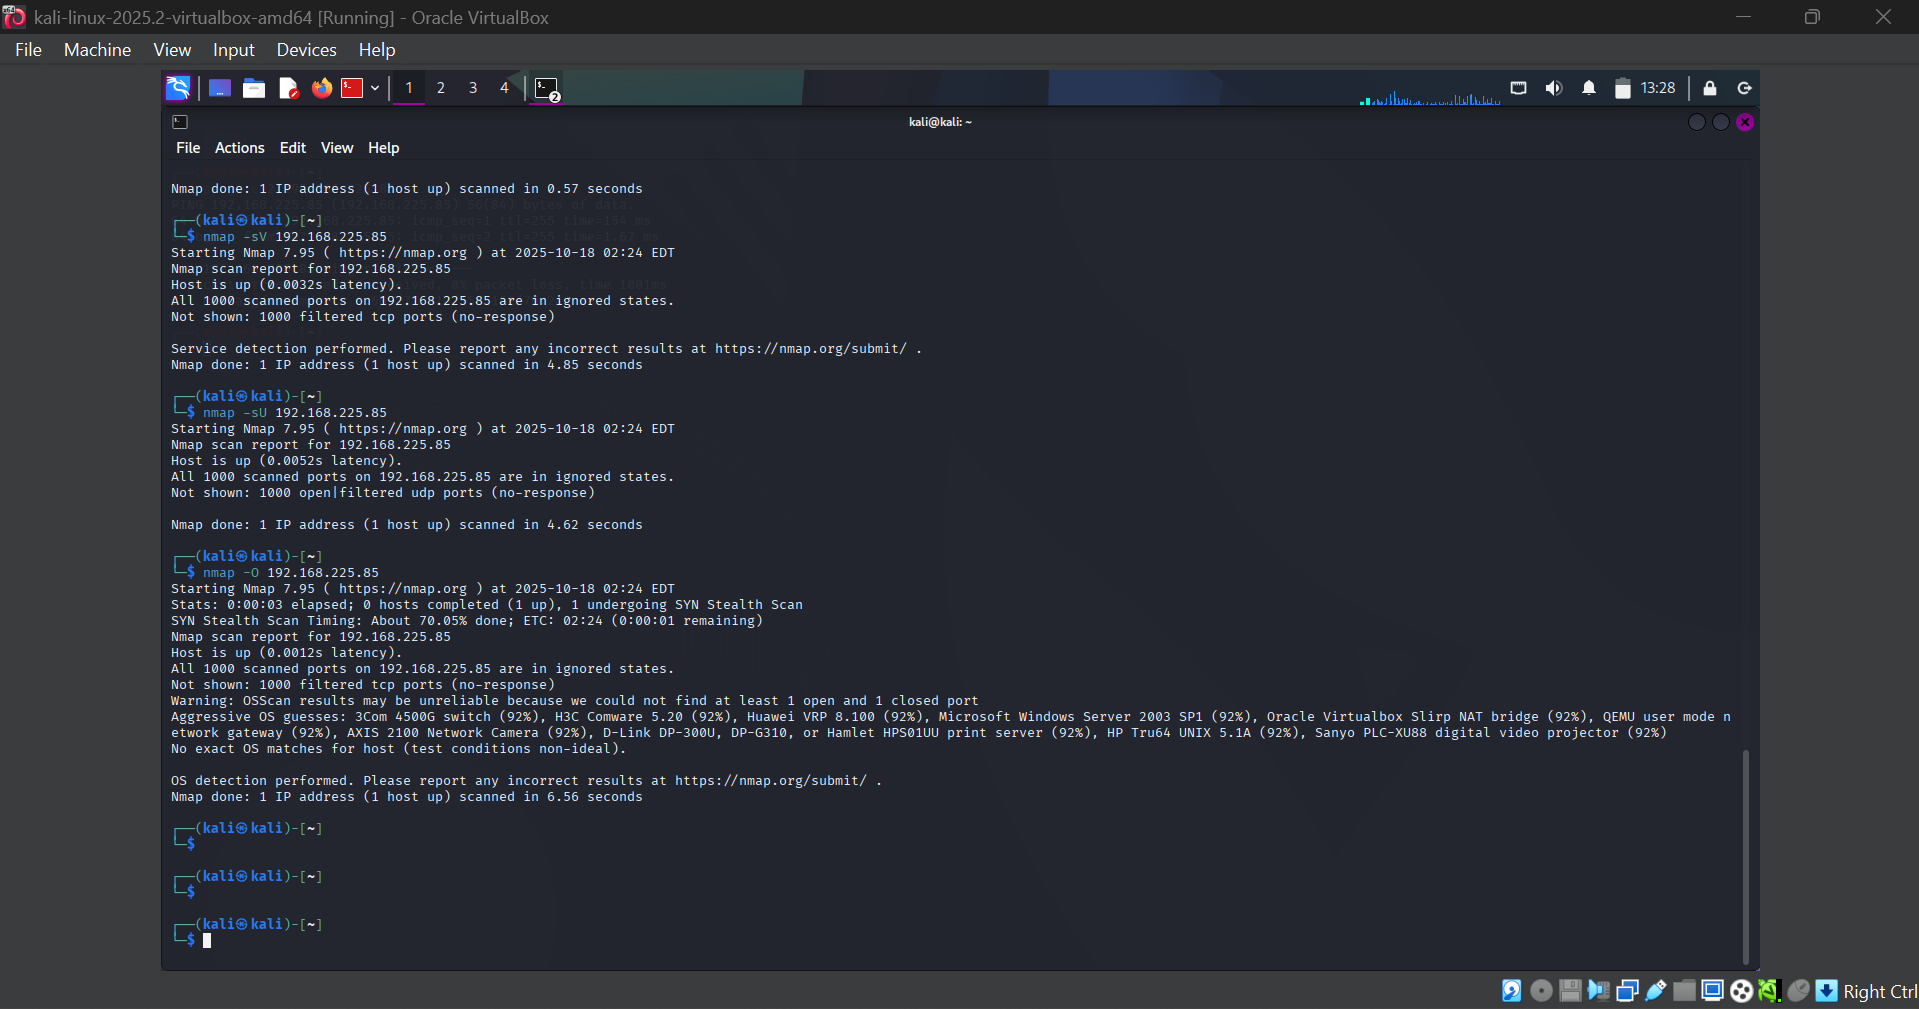 kali-linux-2025.2-virtualbox-amd64 [Running] - Oracle VirtualBox
File Machine View Input Devices Help
1 2 3 4 2 13:28
kali@kali: ~
File Actions Edit View Help
Nmap done: 1 IP address (1 host up) scanned in 0.57 seconds
┌──(kali㉿kali)-[~]
└─$ nmap -sV 192.168.225.85
Starting Nmap 7.95 ( https://nmap.org ) at 2025-10-18 02:24 EDT
Nmap scan report for 192.168.225.85
Host is up (0.0032s latency).
All 1000 scanned ports on 192.168.225.85 are in ignored states.
Not shown: 1000 filtered tcp ports (no-response)
Service detection performed. Please report any incorrect results at https://nmap.org/submit/ .
Nmap done: 1 IP address (1 host up) scanned in 4.85 seconds
┌──(kali㉿kali)-[~]
└─$ nmap -sU 192.168.225.85
Starting Nmap 7.95 ( https://nmap.org ) at 2025-10-18 02:24 EDT
Nmap scan report for 192.168.225.85
Host is up (0.0052s latency).
All 1000 scanned ports on 192.168.225.85 are in ignored states.
Not shown: 1000 open|filtered udp ports (no-response)
Nmap done: 1 IP address (1 host up) scanned in 4.62 seconds
┌──(kali㉿kali)-[~]
└─$ nmap -O 192.168.225.85
Starting Nmap 7.95 ( https://nmap.org ) at 2025-10-18 02:24 EDT
Stats: 0:00:03 elapsed; 0 hosts completed (1 up), 1 undergoing SYN Stealth Scan
SYN Stealth Scan Timing: About 70.05% done; ETC: 02:24 (0:00:01 remaining)
Nmap scan report for 192.168.225.85
Host is up (0.0012s latency).
All 1000 scanned ports on 192.168.225.85 are in ignored states.
Not shown: 1000 filtered tcp ports (no-response)
Warning: OSScan results may be unreliable because we could not find at least 1 open and 1 closed port
Aggressive OS guesses: 3Com 4500G switch (92%), H3C Comware 5.20 (92%), Huawei VRP 8.100 (92%), Microsoft Windows Server 2003 SP1 (92%), Oracle Virtualbox Slirp NAT bridge (92%), QEMU user mode n
etwork gateway (92%), AXIS 2100 Network Camera (92%), D-Link DP-300U, DP-G310, or Hamlet HPS01UU print server (92%), HP Tru64 UNIX 5.1A (92%), Sanyo PLC-XU88 digital video projector (92%)
No exact OS matches for host (test conditions non-ideal).
OS detection performed. Please report any incorrect results at https://nmap.org/submit/ .
Nmap done: 1 IP address (1 host up) scanned in 6.56 seconds
┌──(kali㉿kali)-[~]
└─$
┌──(kali㉿kali)-[~]
└─$
┌──(kali㉿kali)-[~]
└─$
Right Ctrl